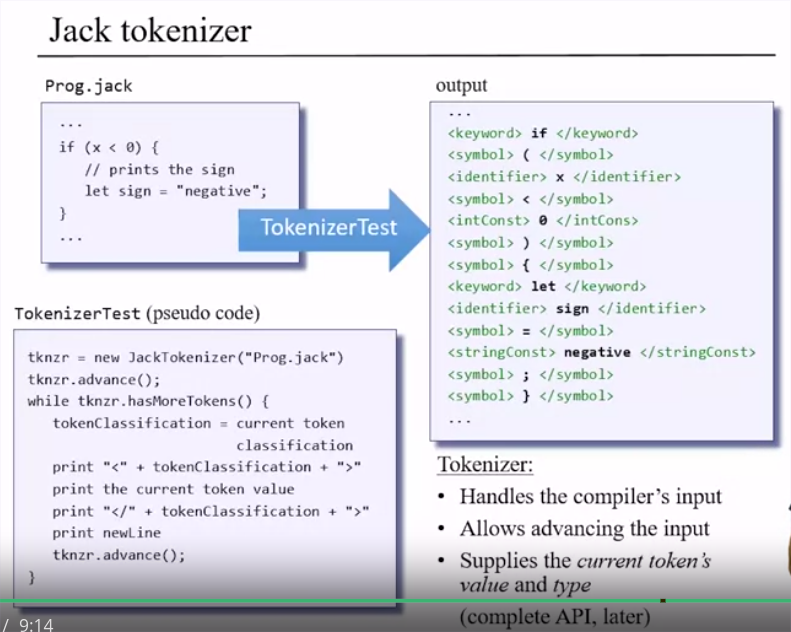 Jack tokenizer
Prog.jack
...
if (x < 0) {
// prints the sign
let sign = "negative";
}
...
TokenizerTest
output
...
<keyword> if </keyword>
<symbol> ( </symbol>
<identifier> x </identifier>
<symbol> < </symbol>
<intConst> 0 </intCons>
<symbol> ) </symbol>
<symbol> { </symbol>
<keyword> let </keyword>
<identifier> sign </identifier>
<symbol> = </symbol>
<stringConst> negative </stringConst>
<symbol> ; </symbol>
<symbol> } </symbol>
...
TokenizerTest (pseudo code)
tknzr = new JackTokenizer("Prog.jack")
tknzr.advance();
while tknzr.hasMoreTokens() {
tokenClassification = current token
classification
print "<" + tokenClassification + ">"
print the current token value
print "</" + tokenClassification + ">"
print newLine
tknzr.advance();
}
Tokenizer:
• Handles the compiler's input
• Allows advancing the input
• Supplies the current token's
value and type
(complete API, later)
/ 9:14